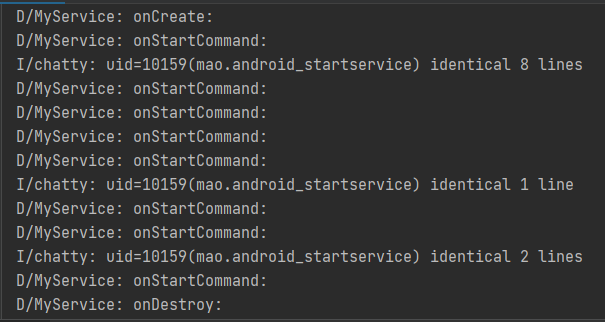 D/MyService: onCreate:
D/MyService: onStartCommand:
I/chatty: uid=10159(mao.android_startservice) identical 8 lines
D/MyService: onStartCommand:
D/MyService: onStartCommand:
D/MyService: onStartCommand:
D/MyService: onStartCommand:
I/chatty: uid=10159(mao.android_startservice) identical 1 line
D/MyService: onStartCommand:
D/MyService: onStartCommand:
I/chatty: uid=10159(mao.android_startservice) identical 2 lines
D/MyService: onStartCommand:
D/MyService: onDestroy: